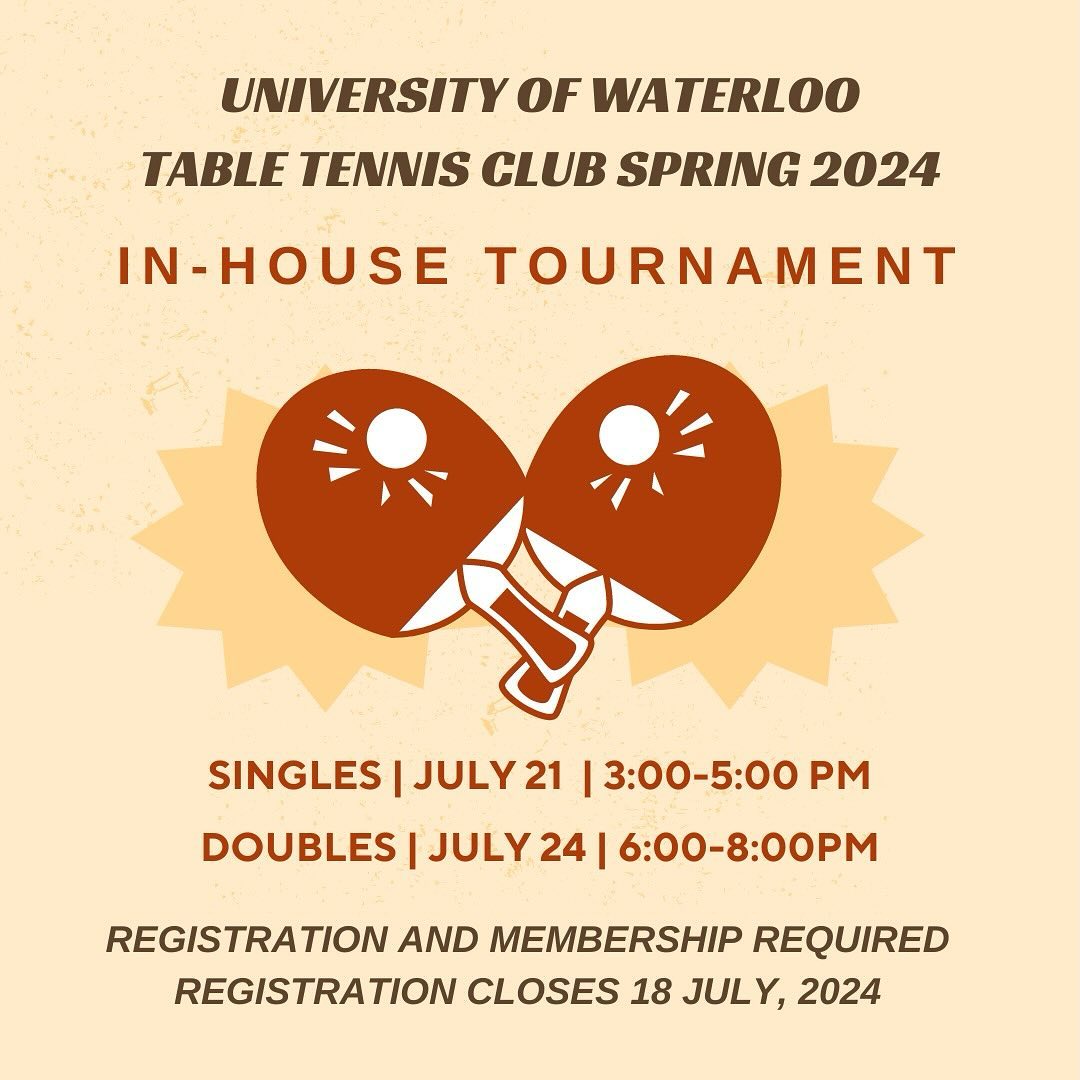 UNIVERSITY OF WATERLOO
TABLE TENNIS CLUB SPRING 2024
IN-HOUSE TOURNAMENT
SINGLES | JULY 21 | 3:00-5:00 PM
DOUBLES | JULY 24 | 6:00-8:00PM
REGISTRATION AND MEMBERSHIP REQUIRED
REGISTRATION CLOSES 18 JULY, 2024